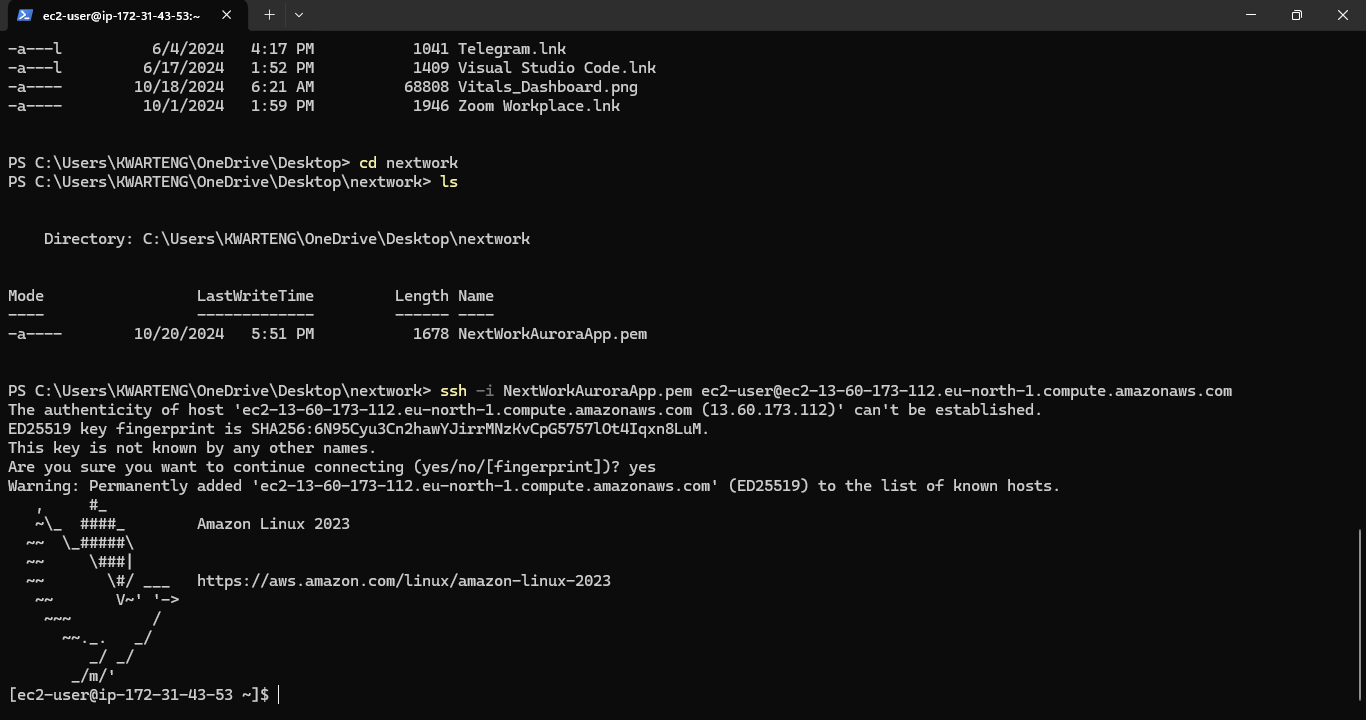 ec2-user@ip-172-31-43-53:~
-a---l          6/4/2024   4:17 PM           1041 Telegram.lnk
-a---l         6/17/2024   1:52 PM           1409 Visual Studio Code.lnk
-a----        10/18/2024   6:21 AM          68808 Vitals_Dashboard.png
-a----         10/1/2024   1:59 PM           1946 Zoom Workplace.lnk
PS C:\Users\KWARTENG\OneDrive\Desktop> cd nextwork
PS C:\Users\KWARTENG\OneDrive\Desktop\nextwork> ls
    Directory: C:\Users\KWARTENG\OneDrive\Desktop\nextwork
Mode                 LastWriteTime         Length Name
----                 -------------         ------ ----
-a----        10/20/2024   5:51 PM           1678 NextWorkAuroraApp.pem
PS C:\Users\KWARTENG\OneDrive\Desktop\nextwork> ssh -i NextWorkAuroraApp.pem ec2-user@ec2-13-60-173-112.eu-north-1.compute.amazonaws.com
The authenticity of host 'ec2-13-60-173-112.eu-north-1.compute.amazonaws.com (13.60.173.112)' can't be established.
ED25519 key fingerprint is SHA256:6N95Cyu3Cn2hawYJirrMNzKvCpG5757lOt4Iqxn8LuM.
This key is not known by any other names.
Are you sure you want to continue connecting (yes/no/[fingerprint])? yes
Warning: Permanently added 'ec2-13-60-173-112.eu-north-1.compute.amazonaws.com' (ED25519) to the list of known hosts.
   ,     #_
   ~\_  ####_        Amazon Linux 2023
  ~~  \_#####\
  ~~     \###|
  ~~       \#/ ___   https://aws.amazon.com/linux/amazon-linux-2023
   ~~       V~' '->
    ~~~         /
      ~~._.   _/
         _/ _/
       _/m/'
[ec2-user@ip-172-31-43-53 ~]$